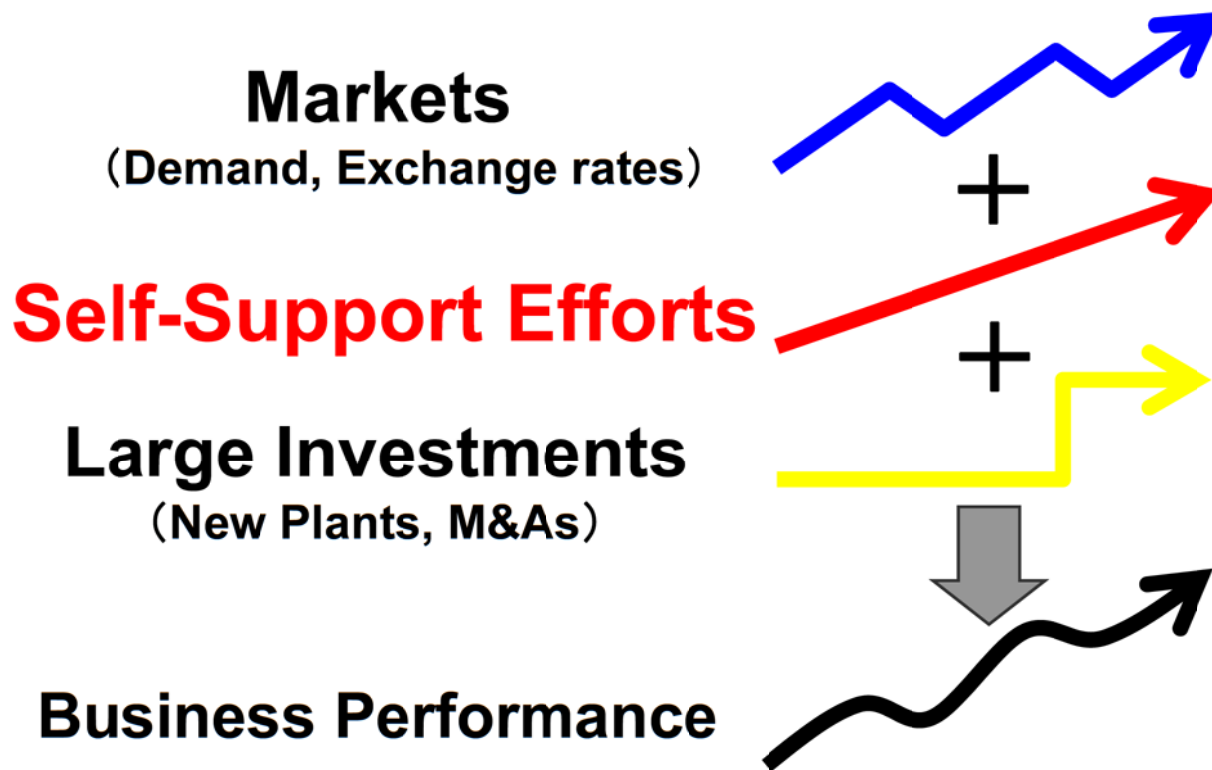 Markets
（Demand, Exchange rates）
+
Self-Support Efforts
+
Large Investments
（New Plants, M&As）
Business Performance